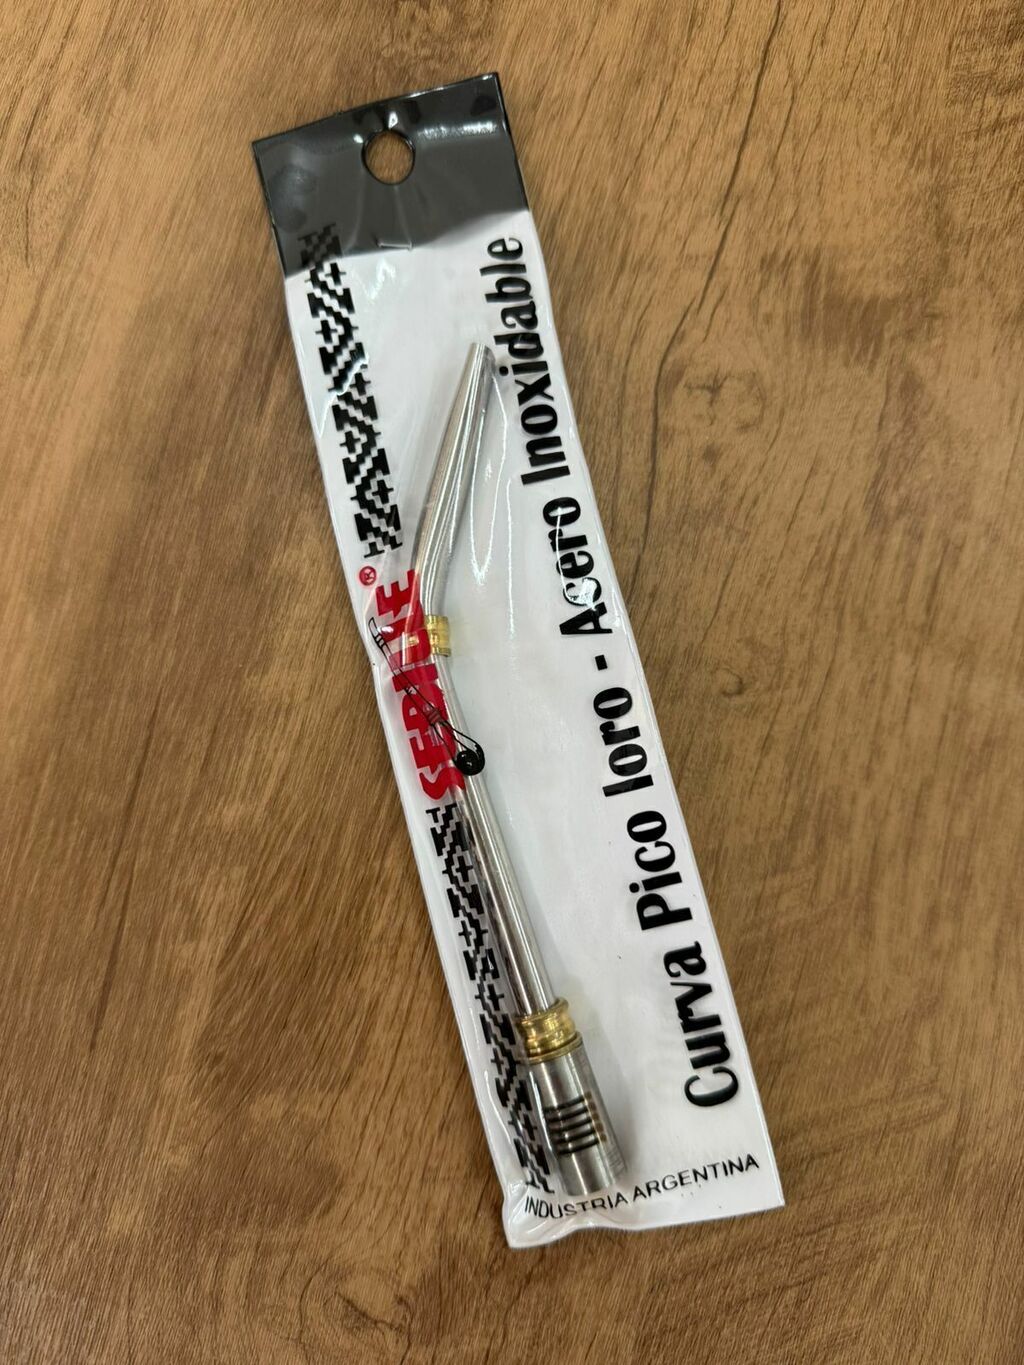 ®
Curva Pico loro - Acero Inoxidable
INDUSTRIA ARGENTINA